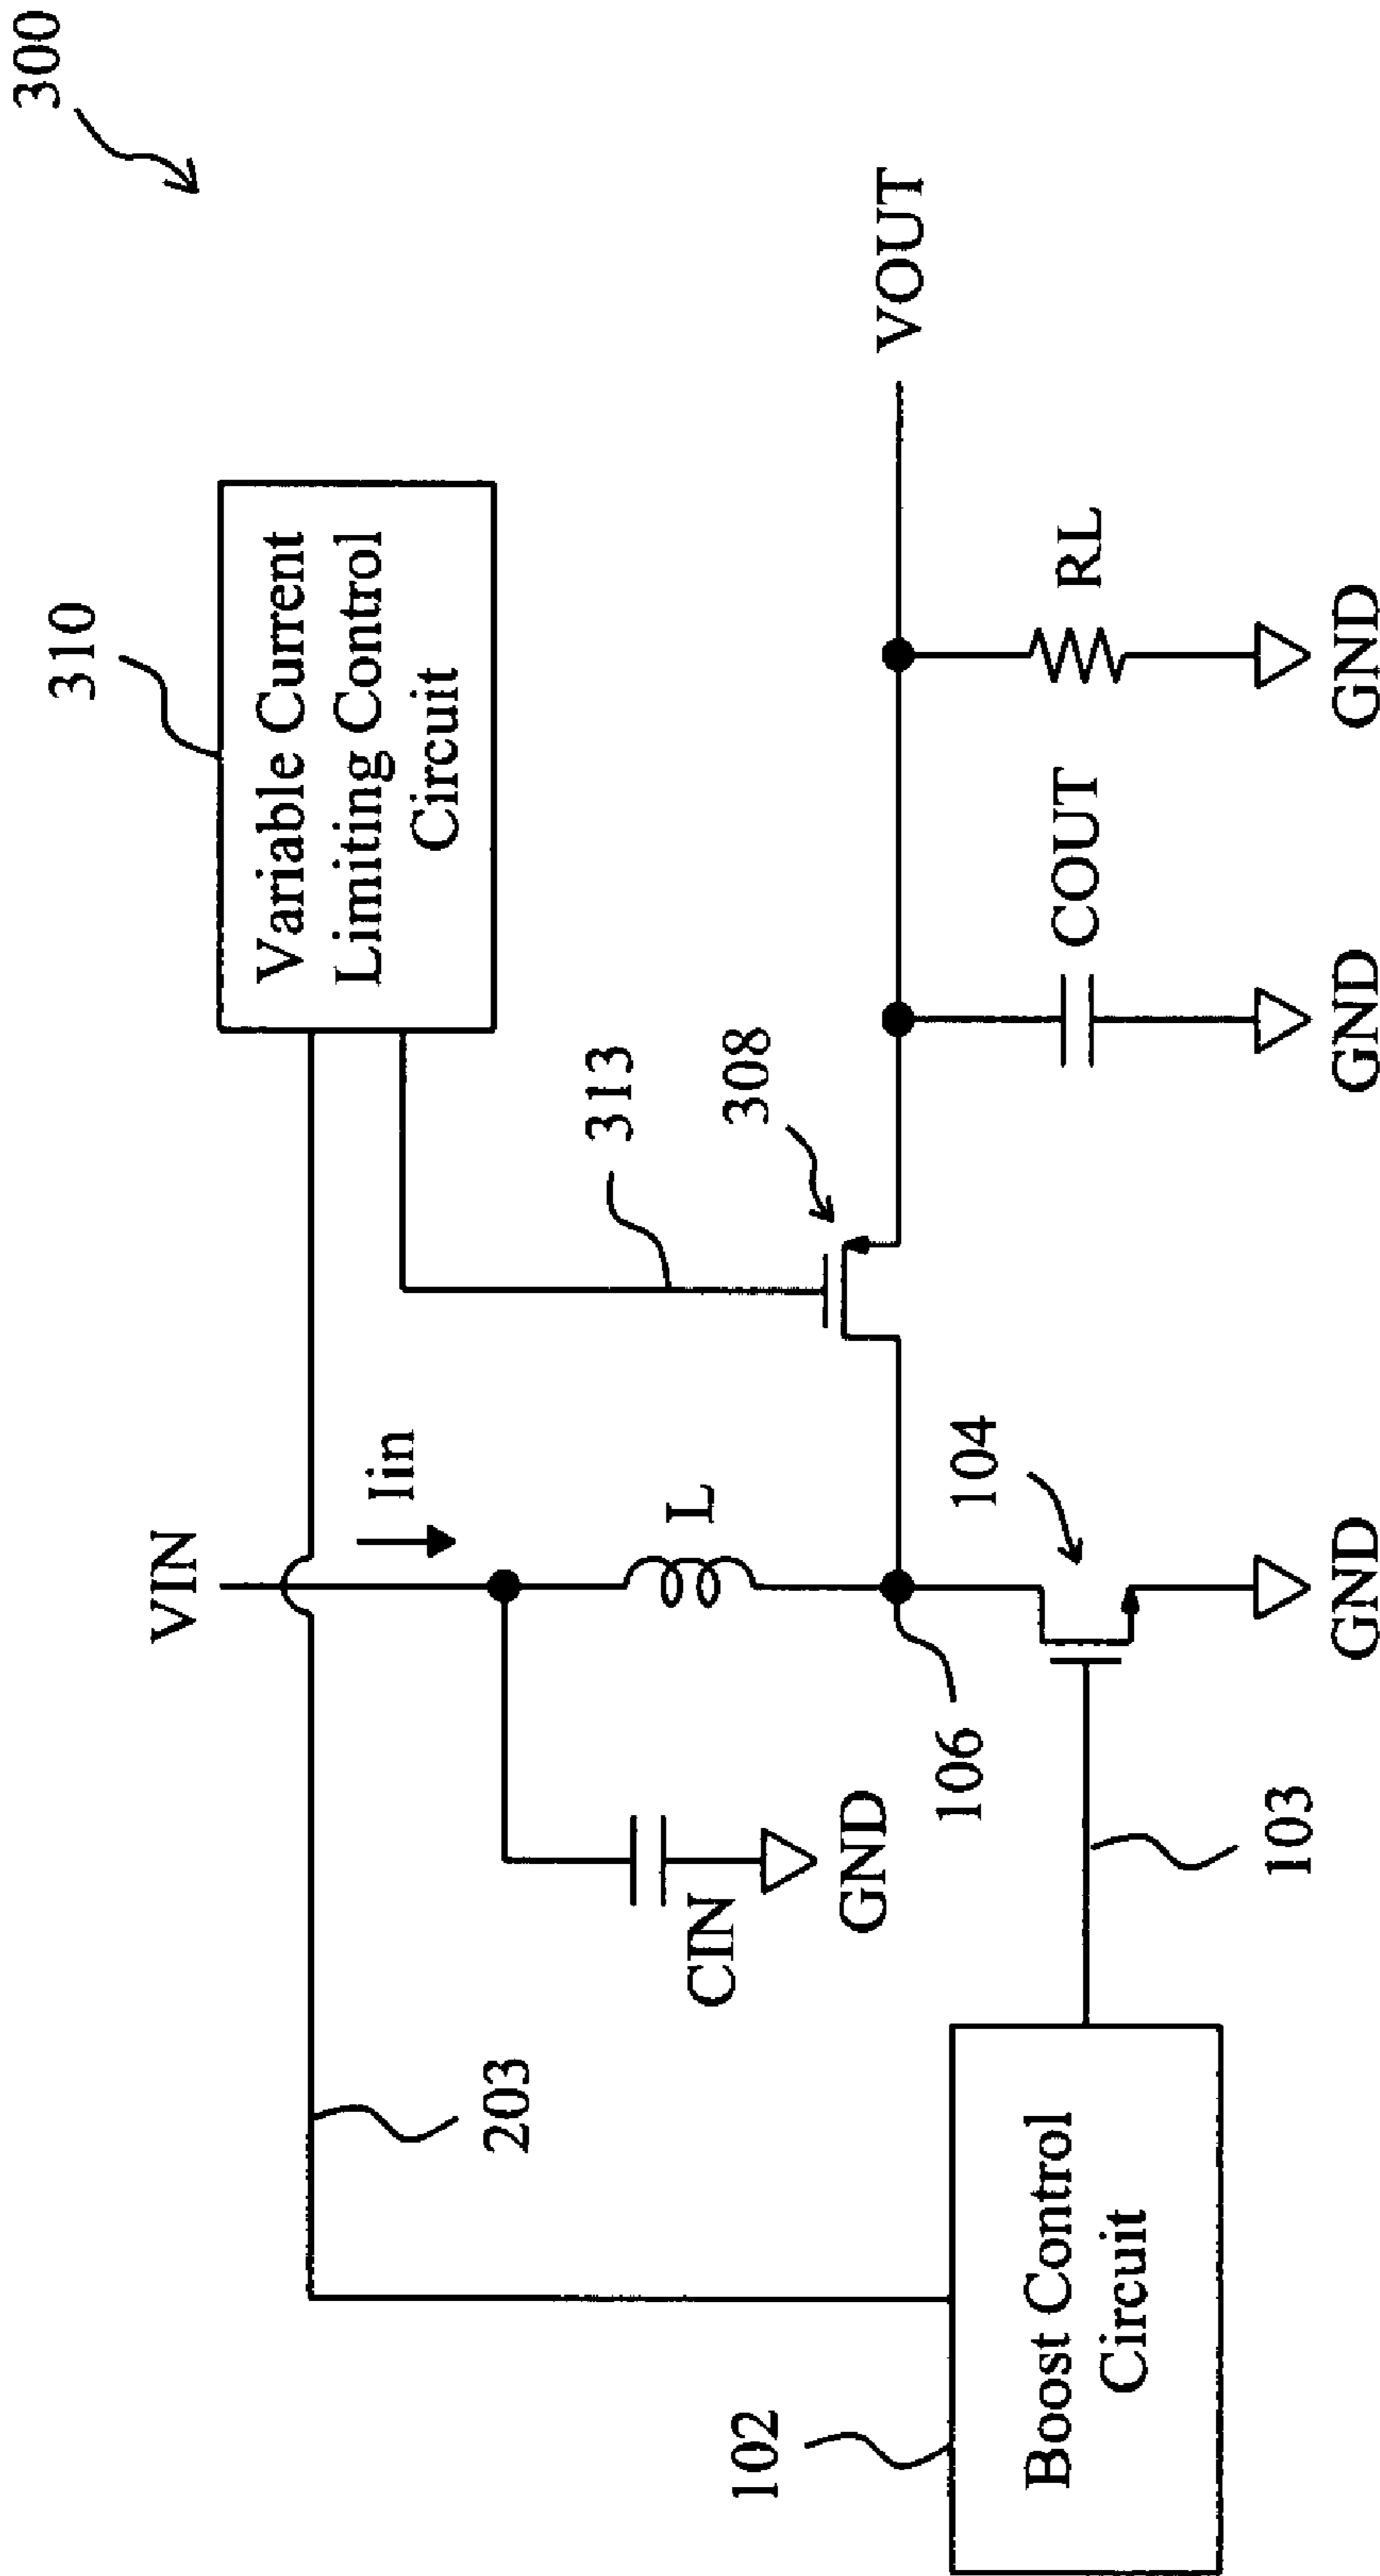 300
310
Variable Current
Limiting Control
Circuit
VIN
Iin
203
313
L
CIN
GND
308
VOUT
106
104
102
Boost Control
Circuit
103
COUT
RL
GND
GND
GND